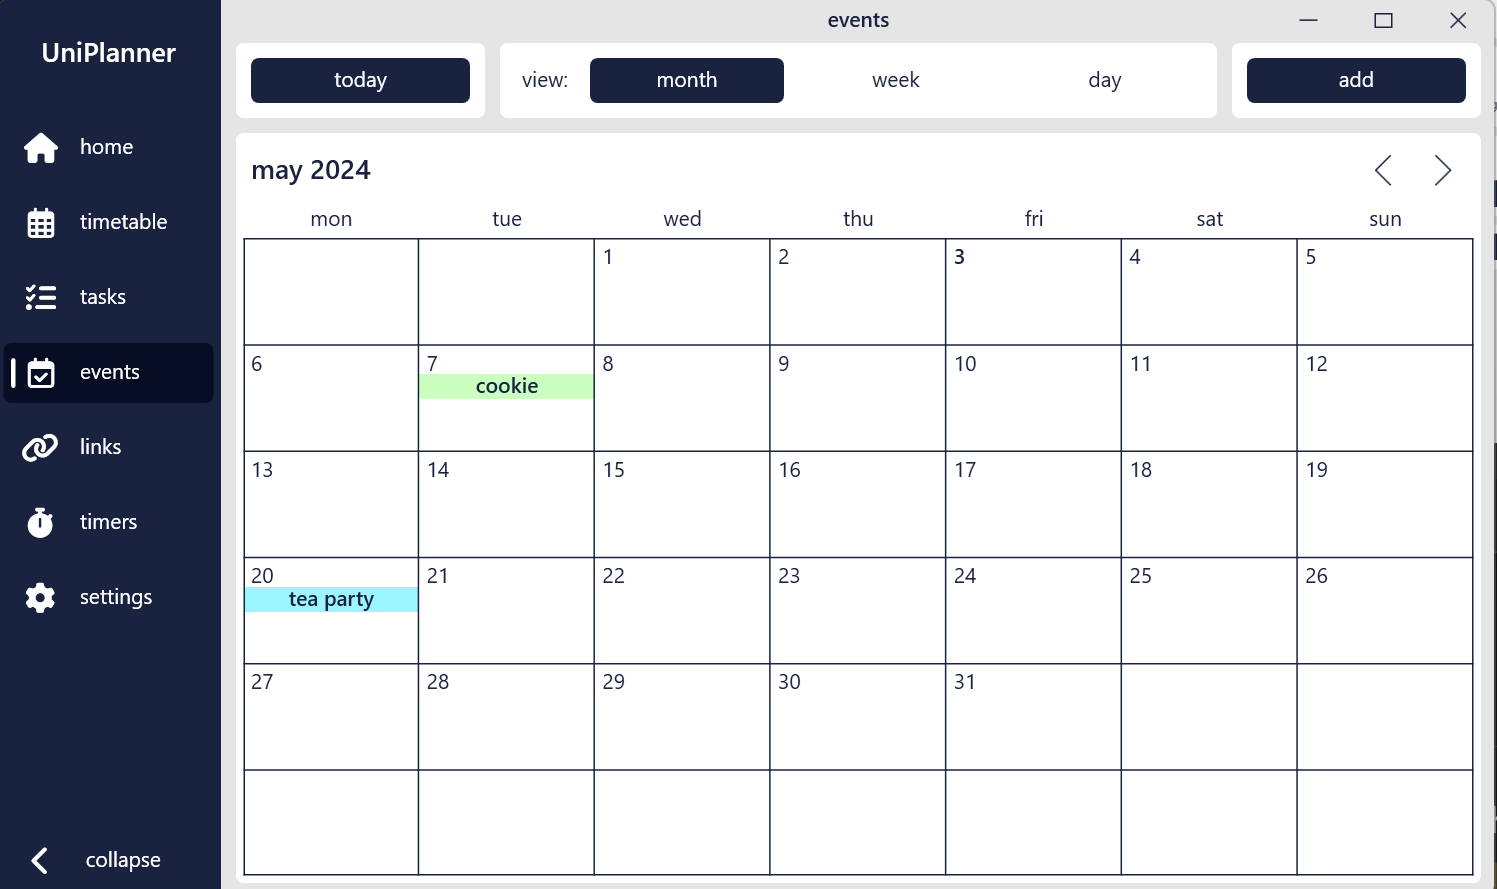 UniPlanner
home
timetable
tasks
events
links
timers
settings
collapse
events
today
view: month week day
add
may 2024
mon tue wed thu fri sat sun
1 2 3 4 5
6 7 8 9 10 11 12
cookie
13 14 15 16 17 18 19
20 21 22 23 24 25 26
tea party
27 28 29 30 31